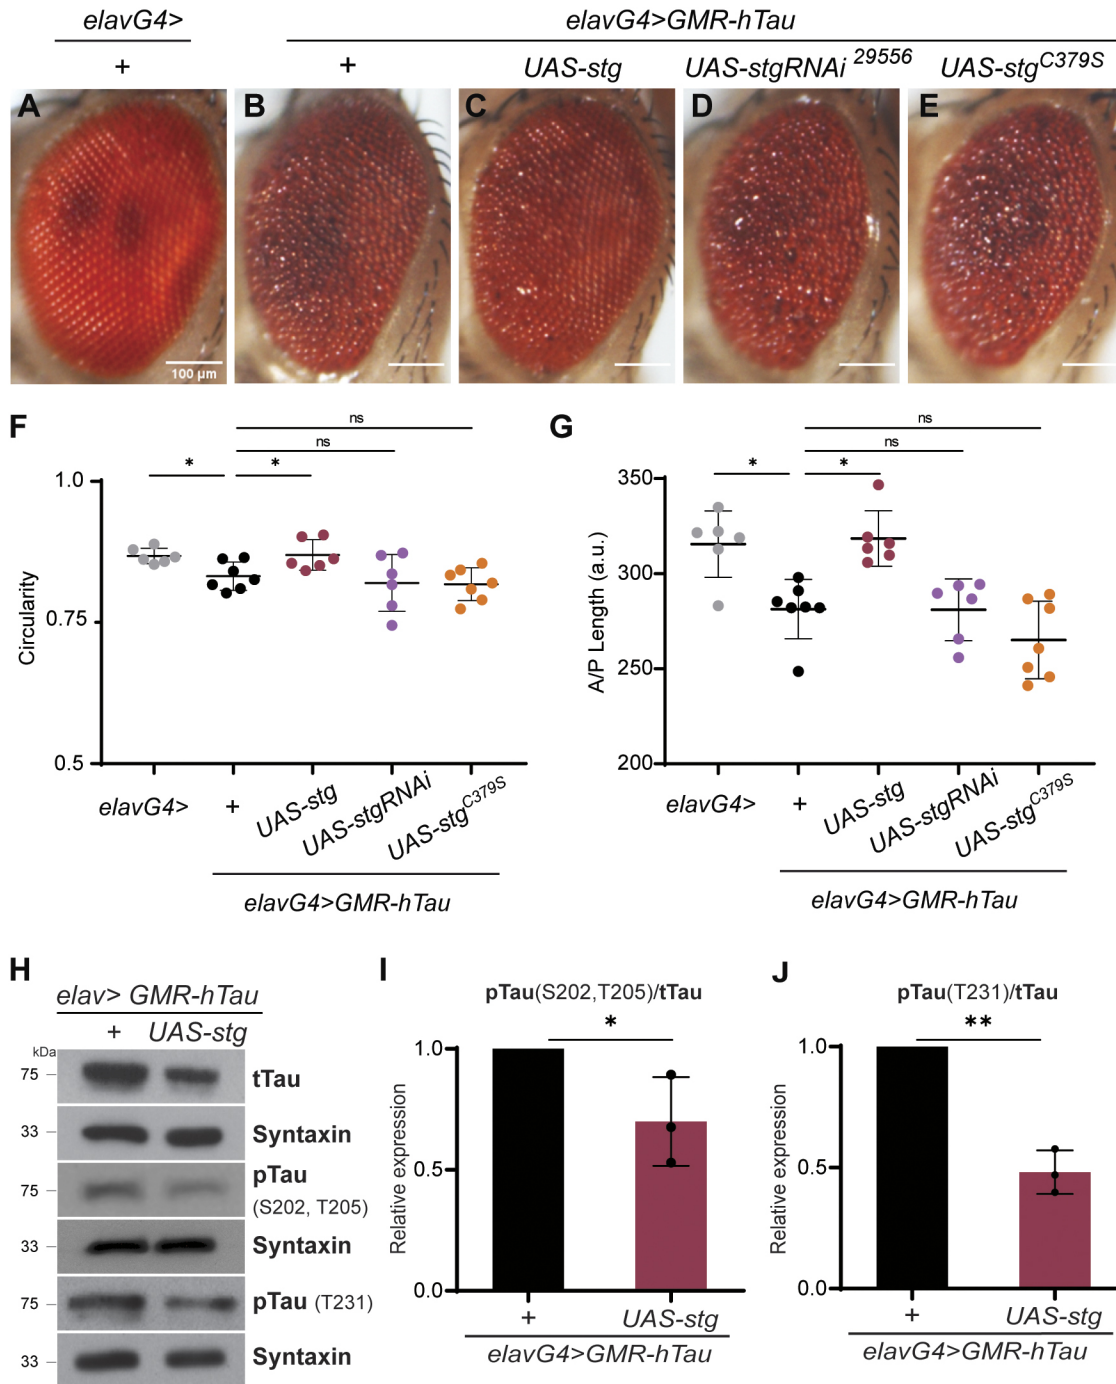 elavG4>
elavG4>GMR-hTau
+
+
UAS-stg
UAS-stgRNAi 29556
UAS-stgC379S
A
B
C
D
E
100 μm
F
ns
ns
*
*
1.0
0.75
0.5
Circularity
elavG4>
+
UAS-stg
UAS-stgRNAi
UAS-stgC379S
elavG4>GMR-hTau
G
ns
ns
*
*
350
300
250
200
A/P Length (a.u.)
elavG4>
+
UAS-stg
UAS-stgRNAi
UAS-stgC379S
elavG4>GMR-hTau
H
elav> GMR-hTau
+ UAS-stg
kDa
75
tTau
33
Syntaxin
75
pTau
(S202, T205)
33
Syntaxin
75
pTau (T231)
33
Syntaxin
I
pTau(S202,T205)/tTau
*
1.0
0.5
0.0
Relative expression
+
UAS-stg
elavG4>GMR-hTau
J
pTau(T231)/tTau
**
1.0
0.5
0.0
Relative expression
+
UAS-stg
elavG4>GMR-hTau